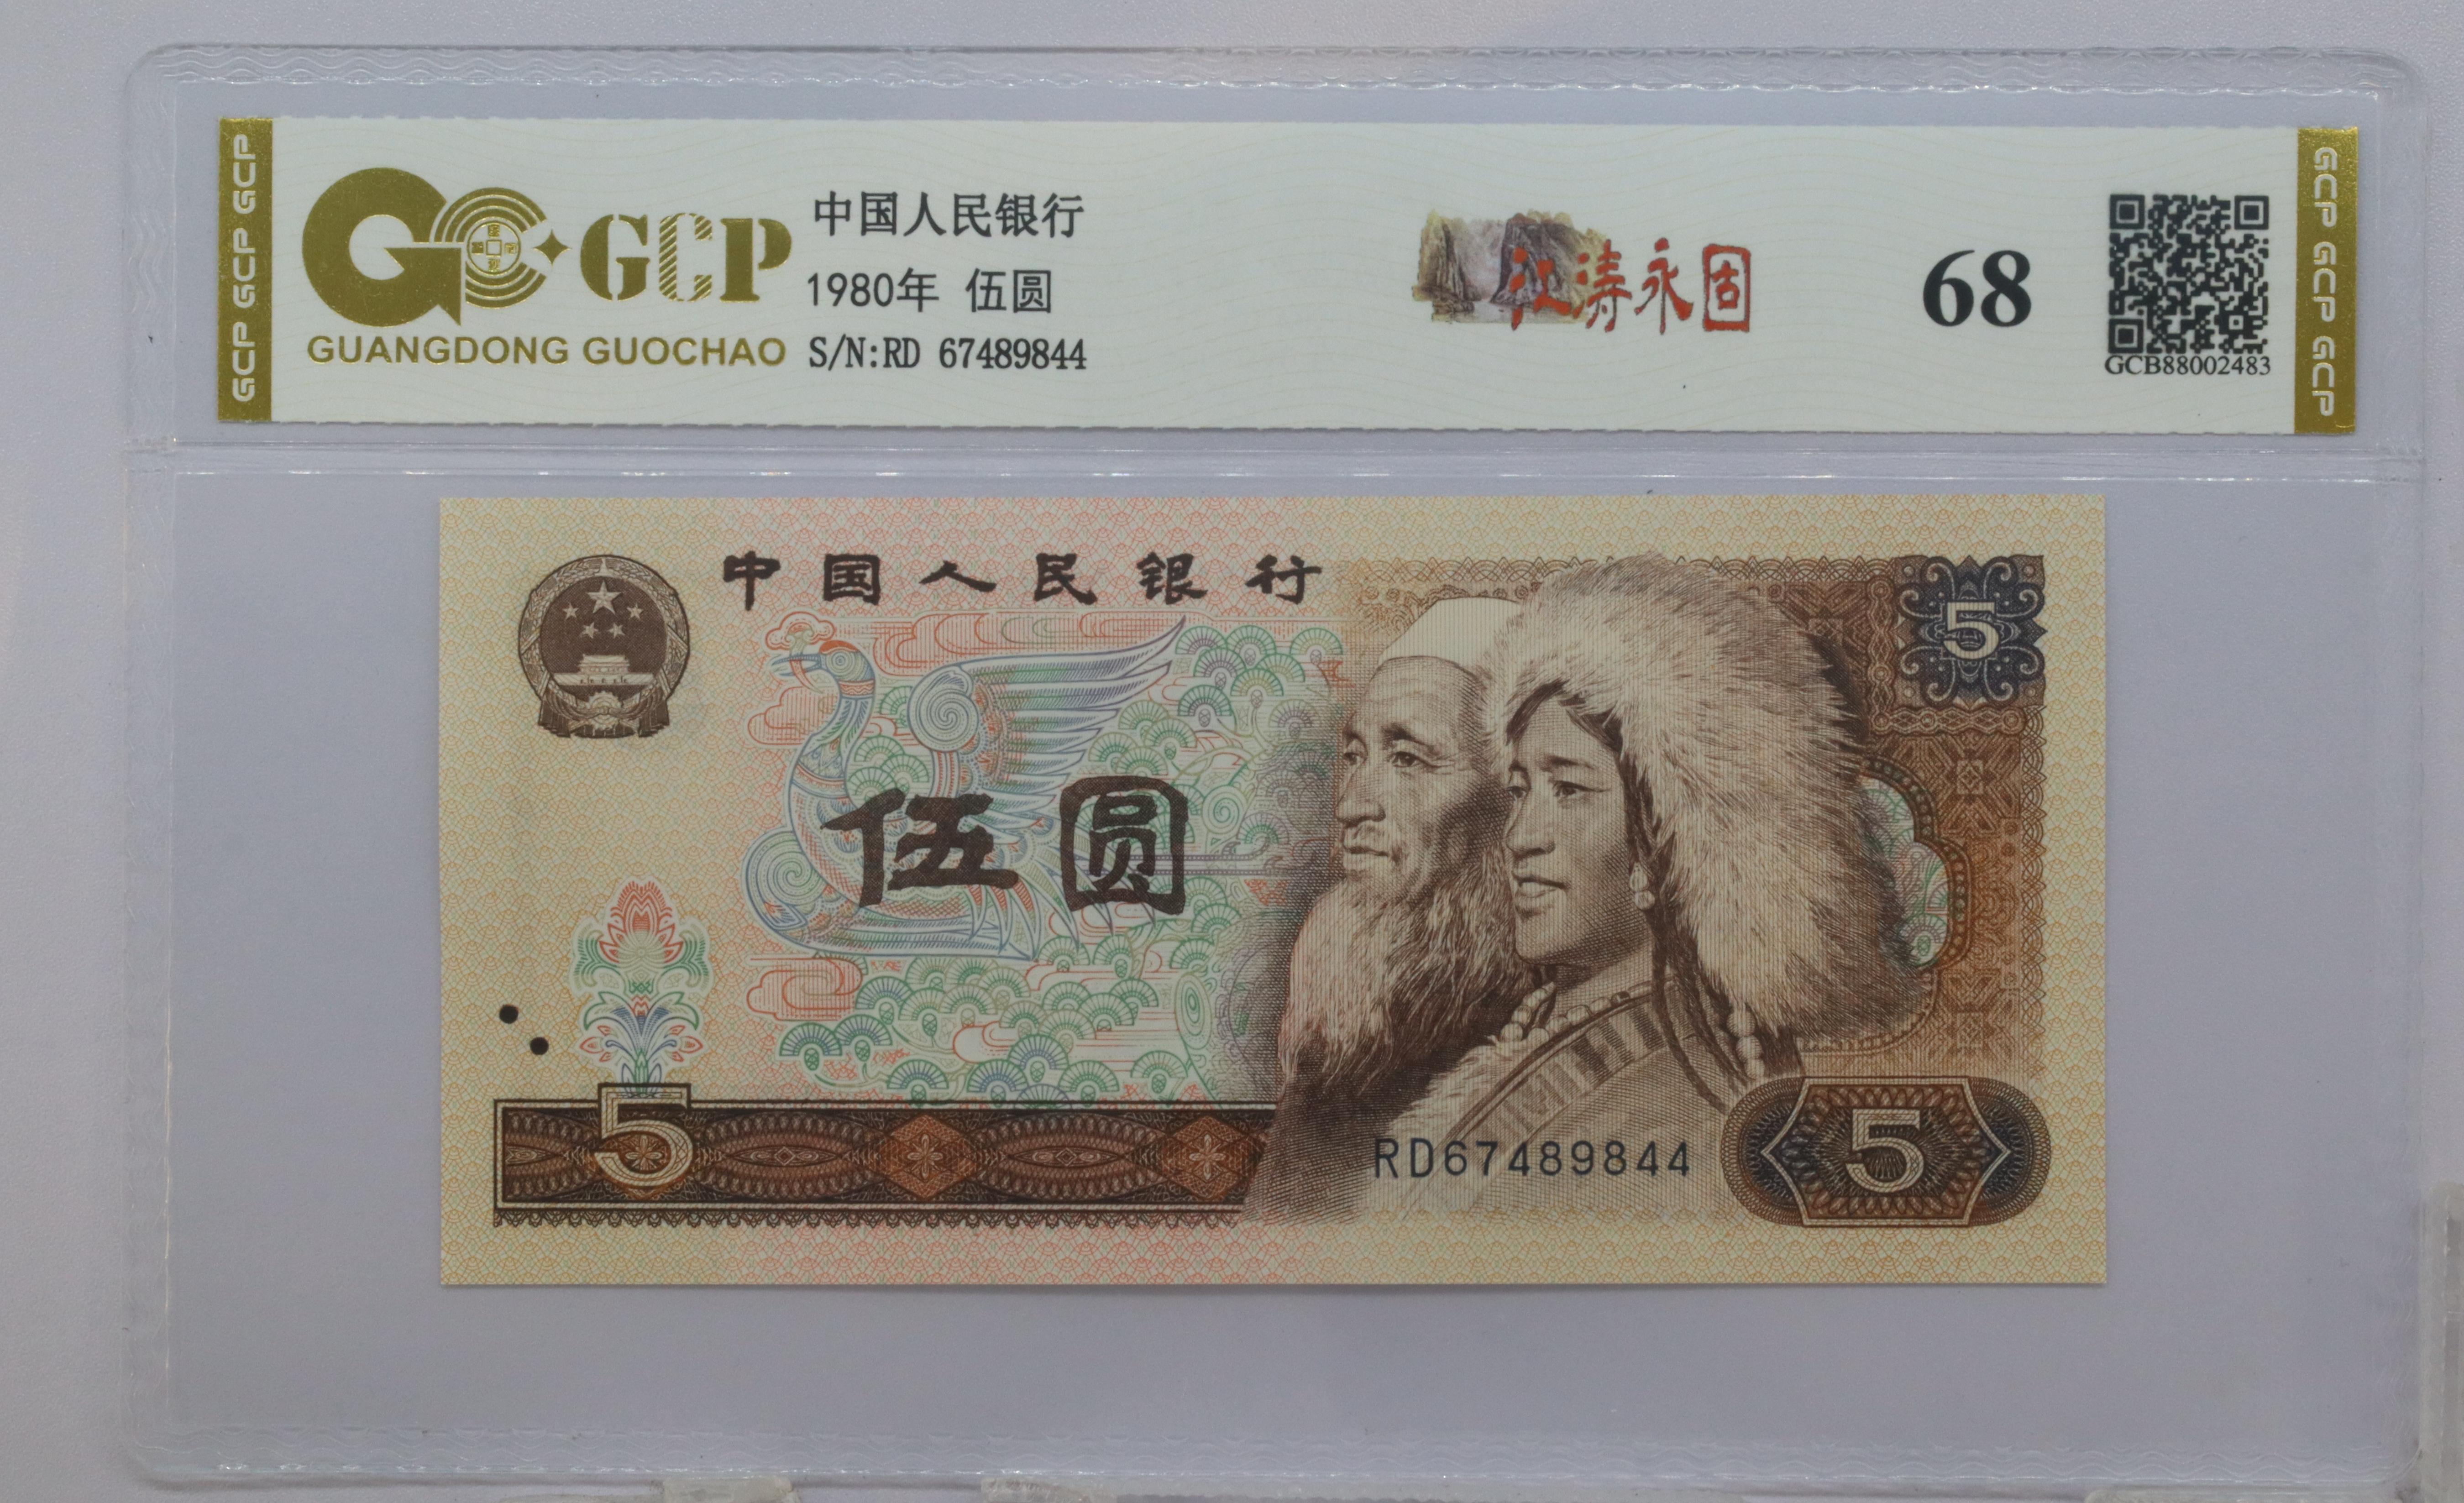 GCP GCP GCP
GCP
GUANGDONG GUOCHAO
中国人民银行
1980年 伍圆
S/N:RD 67489844
江涛永固
68
GCB88002483
GCP GCP GCP
中国人民银行
5
伍圆
5
RD67489844
5